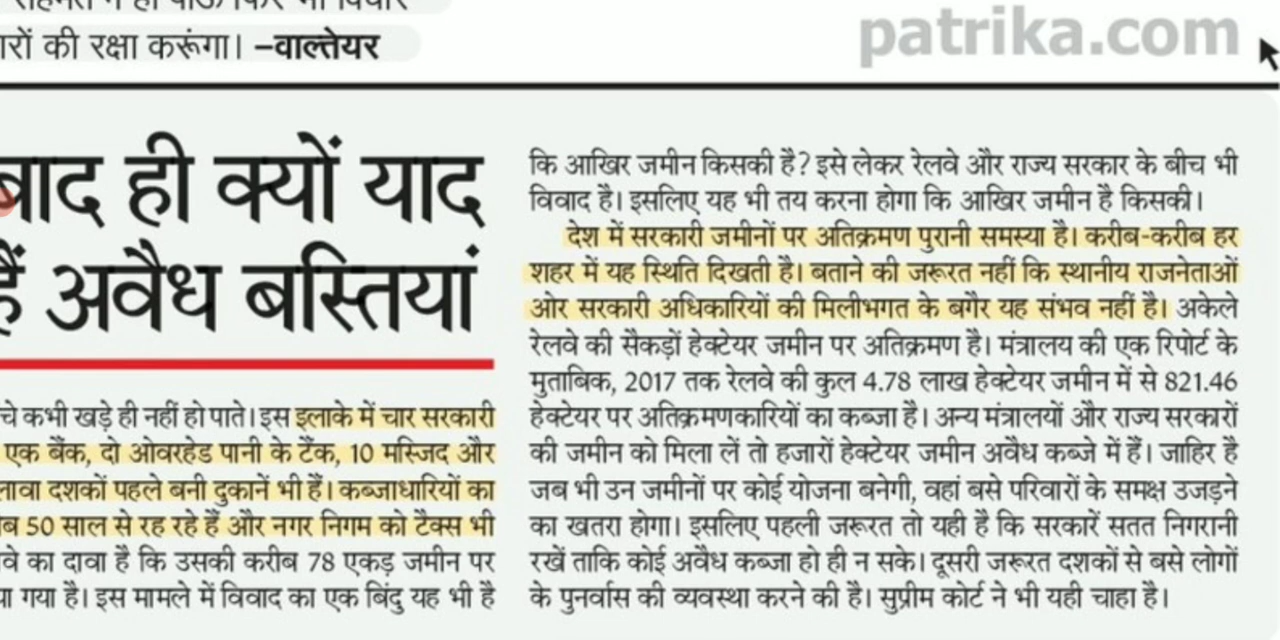 रों की रक्षा करूंगा। –वाल्तेयर
patrika.com
बाद ही क्यों याद
हैं अवैध बस्तियां
चे कभी खड़े ही नहीं हो पाते। इस इलाके में चार सरकारी
एक बैंक, दो ओवरहेड पानी के टैंक, 10 मस्जिद और
लावा दशकों पहले बनी दुकानें भी हैं। कब्जाधारियों का
ब 50 साल से रह रहे हैं और नगर निगम को टैक्स भी
वे का दावा है कि उसकी करीब 78 एकड़ जमीन पर
या गया है। इस मामले में विवाद का एक बिंदु यह भी है
कि आखिर जमीन किसकी है? इसे लेकर रेलवे और राज्य सरकार के बीच भी
विवाद है। इसलिए यह भी तय करना होगा कि आखिर जमीन है किसकी।
देश में सरकारी जमीनों पर अतिक्रमण पुरानी समस्या है। करीब-करीब हर
शहर में यह स्थिति दिखती है। बताने की जरूरत नहीं कि स्थानीय राजनेताओं
ओर सरकारी अधिकारियों की मिलीभगत के बगैर यह संभव नहीं है। अकेले
रेलवे की सैकड़ों हेक्टेयर जमीन पर अतिक्रमण है। मंत्रालय की एक रिपोर्ट के
मुताबिक, 2017 तक रेलवे की कुल 4.78 लाख हेक्टेयर जमीन में से 821.46
हेक्टेयर पर अतिक्रमणकारियों का कब्जा है। अन्य मंत्रालयों और राज्य सरकारों
की जमीन को मिला लें तो हजारों हेक्टेयर जमीन अवैध कब्जे में हैं। जाहिर है
जब भी उन जमीनों पर कोई योजना बनेगी, वहां बसे परिवारों के समक्ष उजड़ने
का खतरा होगा। इसलिए पहली जरूरत तो यही है कि सरकारें सतत निगरानी
रखें ताकि कोई अवैध कब्जा हो ही न सके। दूसरी जरूरत दशकों से बसे लोगों
के पुनर्वास की व्यवस्था करने की है। सुप्रीम कोर्ट ने भी यही चाहा है।